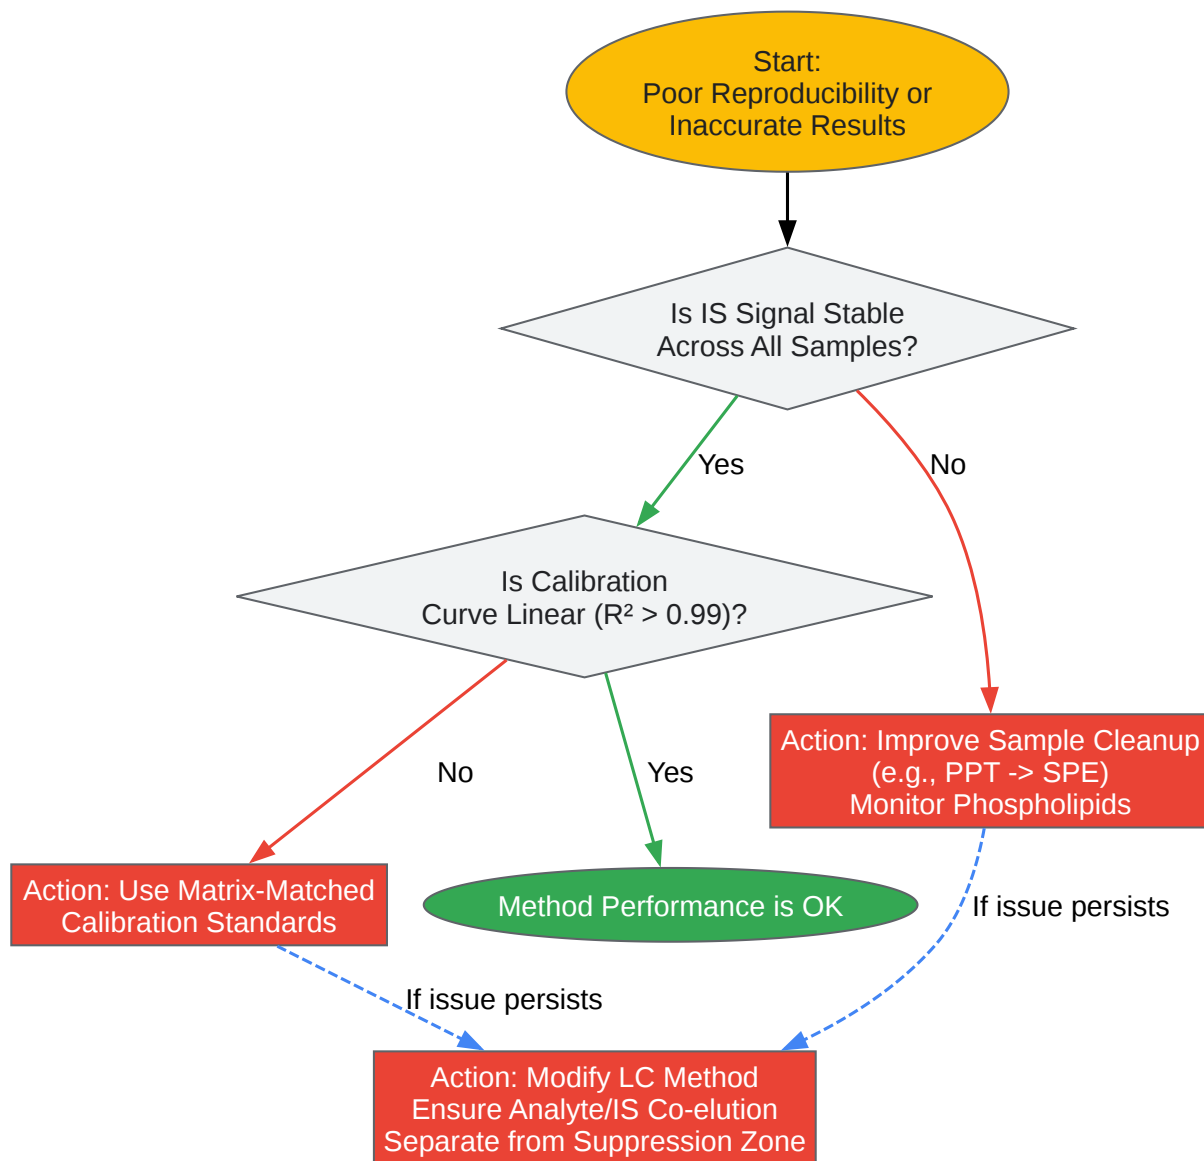 Start:
Poor Reproducibility or
Inaccurate Results
Is IS Signal Stable
Across All Samples?
Yes
No
Is Calibration
Curve Linear (R² > 0.99)?
No
Yes
Action: Improve Sample Cleanup
(e.g., PPT -> SPE)
Monitor Phospholipids
Action: Use Matrix-Matched
Calibration Standards
Method Performance is OK
If issue persists
If issue persists
Action: Modify LC Method
Ensure Analyte/IS Co-elution
Separate from Suppression Zone